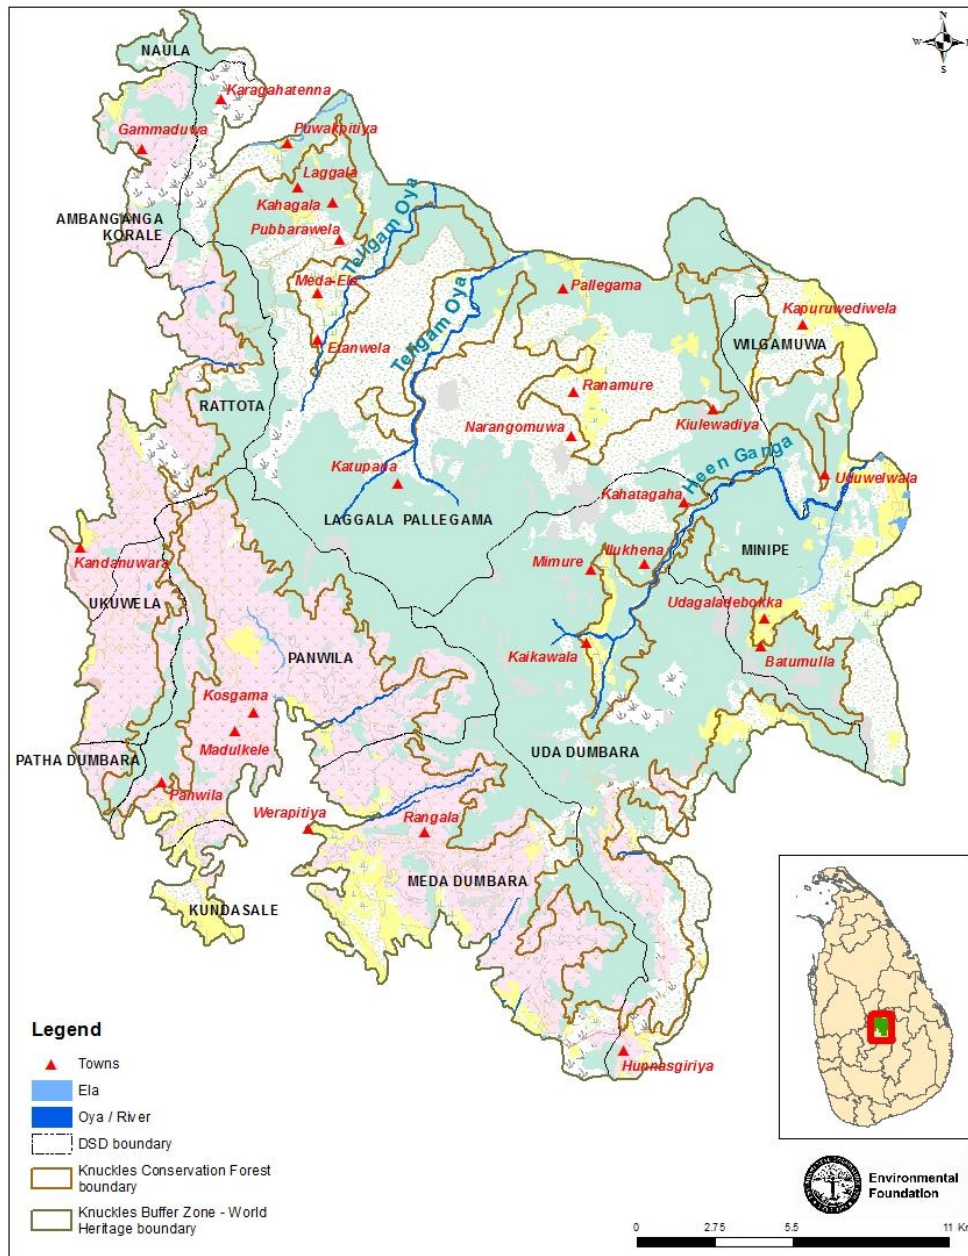 N
W
S
NAULA
Karagahatenna
Gammaduwa
Puwakpitiya
Laggala
Kahagala
AMBANGANGA
KORALE
Pubbarawela
Teligam Oya
Meda-Ela
Teligam Oya
Pallegama
Kapuruwediwela
Etanwela
WILGAMUWA
Ranamure
RATTOTA
Kiulewadiya
Narangomuwa
Heen Ganga
Katupana
Uduwelwala
Kahatagaha
LAGGALA PALLEGAMA
Kandanuwara
Mimure
Ilukhena
MINIPE
UKUWELA
Udagaladebokka
PANWILA
Kaikawala
Batumulla
Kosgama
Madulkele
UDA DUMBARA
PATHA DUMBARA
Panwila
Werapitiya
Rangala
MEDA DUMBARA
KUNDASALE
Hunnasgiriya
Legend
Towns
Ela
Oya / River
DSD boundary
Knuckles Conservation Forest
boundary
Knuckles Buffer Zone - World
Heritage boundary
Environmental
Foundation
0 2.75 5.5 11